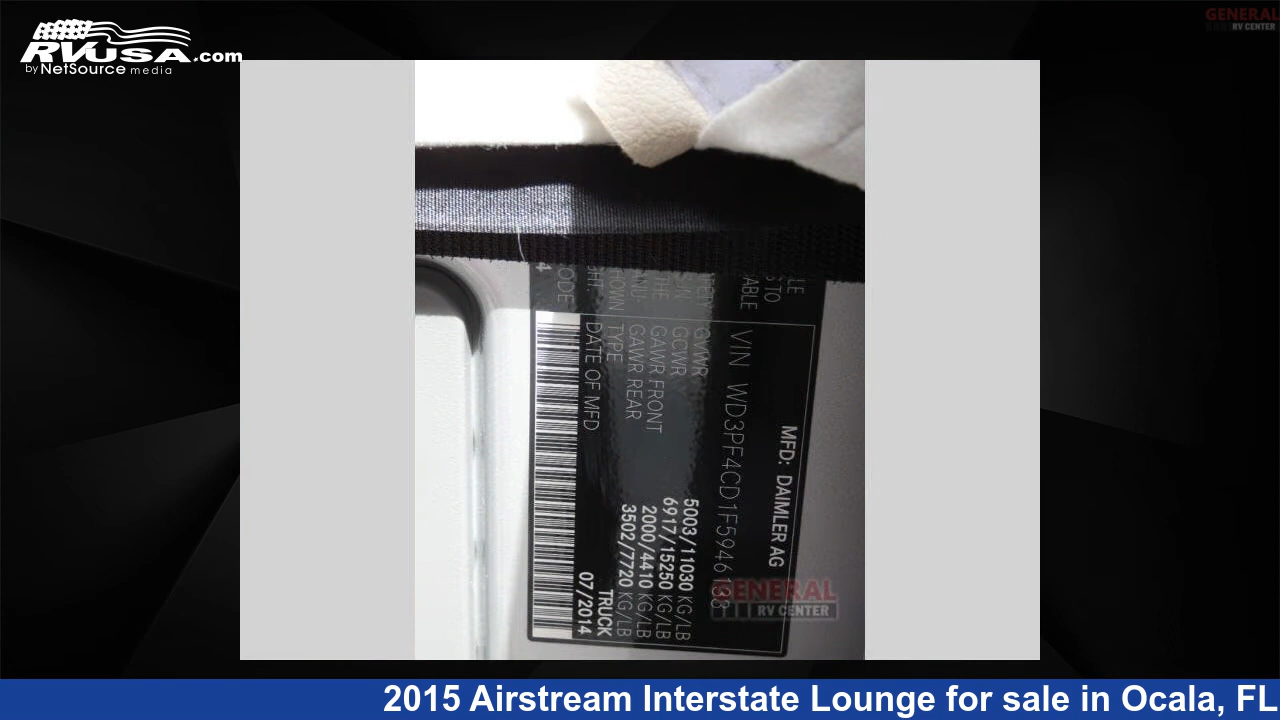 RVUSA.com
by NetSource media
GENERAL
RV CENTER
MFD: DAIMLER AG
VIN
GVWR 5003/11030 KG/LB
GCWR 6917/15250 KG/LB
GAWR FRONT 2000/4410 KG/LB
GAWR REAR 3502/7720 KG/LB
TYPE TRUCK
DATE OF MFD 07/2014
GENERAL
RV CENTER
2015 Airstream Interstate Lounge for sale in Ocala, FL